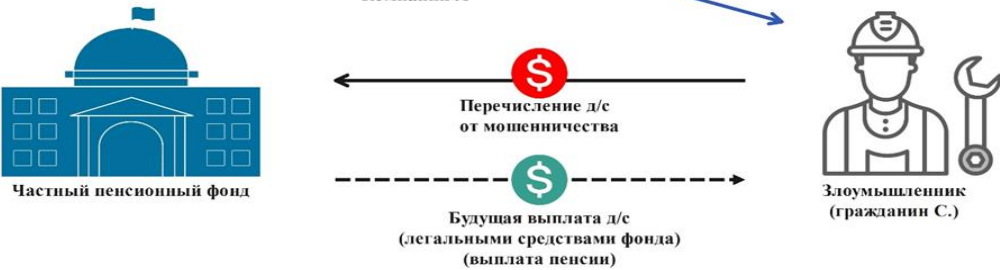 $
Перечисление д/с
от мошенничества
Частный пенсионный фонд
$
Будущая выплата д/с
(легальными средствами фонда)
(выплата пенсии)
Злоумышленник
(гражданин С.)